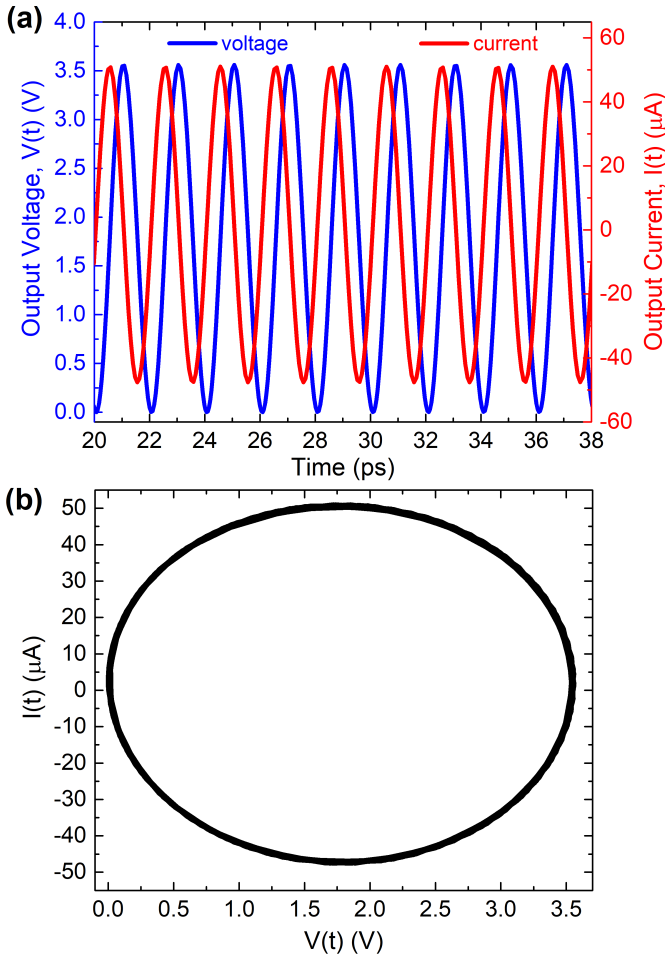 (a)
voltage current
Output Voltage, V(t) (V)
4.0
3.5
3.0
2.5
2.0
1.5
1.0
0.5
0.0
60
40
20
0
-20
-40
-60
Output Current, I(t) (μA)
20 22 24 26 28 30 32 34 36 38
Time (ps)
(b)
I(t) (μA)
50
40
30
20
10
0
-10
-20
-30
-40
-50
0.0 0.5 1.0 1.5 2.0 2.5 3.0 3.5
V(t) (V)